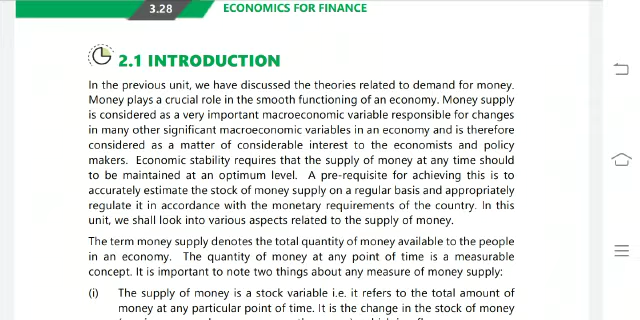 3.28 ECONOMICS FOR FINANCE
2.1 INTRODUCTION
In the previous unit, we have discussed the theories related to demand for money.
Money plays a crucial role in the smooth functioning of an economy. Money supply
is considered as a very important macroeconomic variable responsible for changes
in many other significant macroeconomic variables in an economy and is therefore
considered as a matter of considerable interest to the economists and policy
makers. Economic stability requires that the supply of money at any time should
to be maintained at an optimum level. A pre-requisite for achieving this is to
accurately estimate the stock of money supply on a regular basis and appropriately
regulate it in accordance with the monetary requirements of the country. In this
unit, we shall look into various aspects related to the supply of money.
The term money supply denotes the total quantity of money available to the people
in an economy. The quantity of money at any point of time is a measurable
concept. It is important to note two things about any measure of money supply:
(i) The supply of money is a stock variable i.e. it refers to the total amount of
money at any particular point of time. It is the change in the stock of money